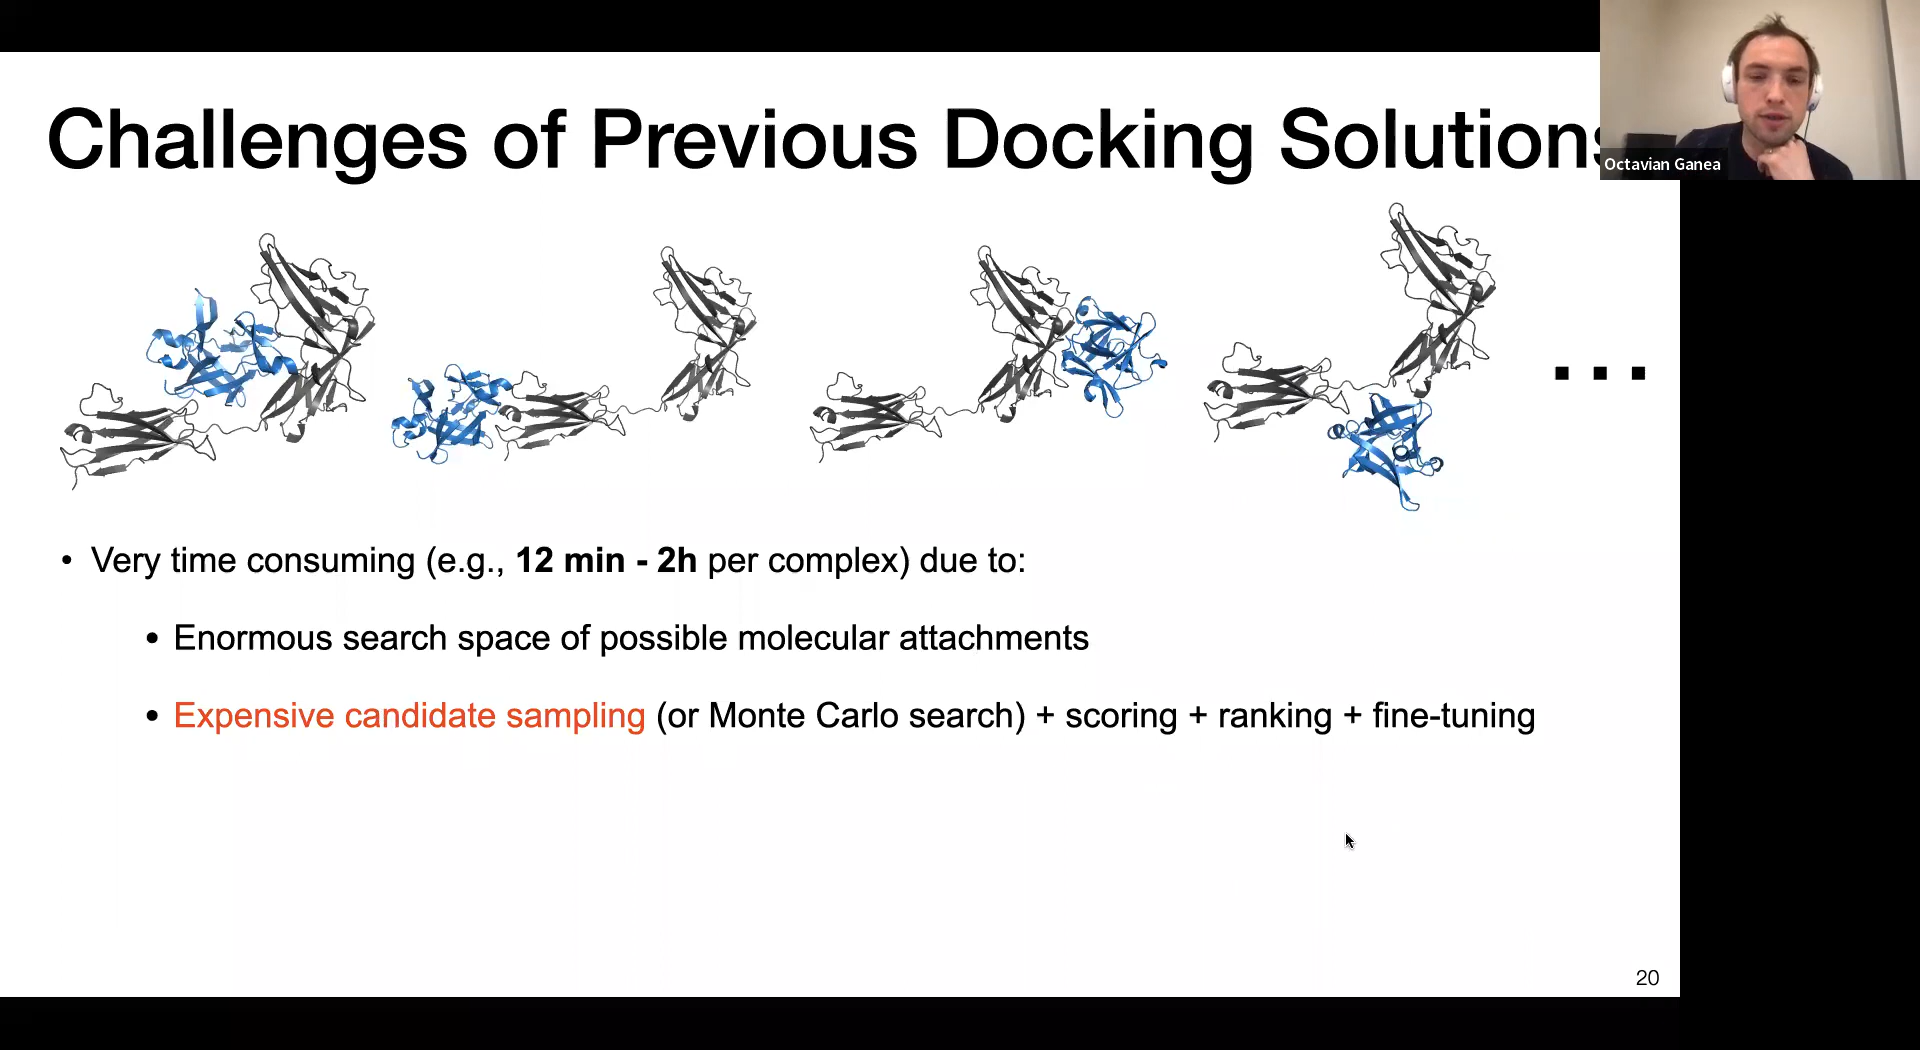 Challenges of Previous Docking Solutions
Octavian Ganea
...
• Very time consuming (e.g., 12 min - 2h per complex) due to:
• Enormous search space of possible molecular attachments
• Expensive candidate sampling (or Monte Carlo search) + scoring + ranking + fine-tuning
20